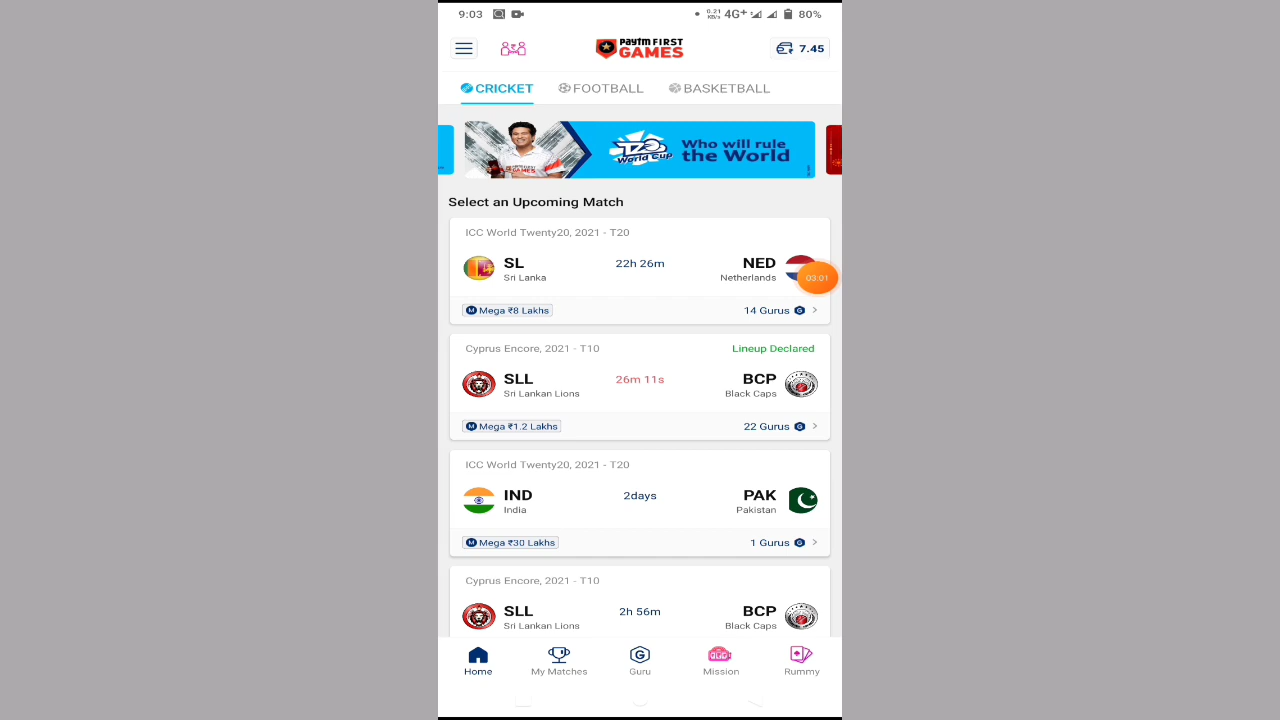 9:03 0.21 KB/s 4G+ 80%
Paytm FIRST GAMES 7.45
CRICKET FOOTBALL BASKETBALL
T20 World Cup Who will rule the World
Select an Upcoming Match
ICC World Twenty20, 2021 - T20
SL 22h 26m NED
Sri Lanka Netherlands
03:01
M Mega ₹8 Lakhs 14 Gurus G
Cyprus Encore, 2021 - T10 Lineup Declared
SLL 26m 11s BCP
Sri Lankan Lions Black Caps
M Mega ₹1.2 Lakhs 22 Gurus G
ICC World Twenty20, 2021 - T20
IND 2days PAK
India Pakistan
M Mega ₹30 Lakhs 1 Gurus G
Cyprus Encore, 2021 - T10
SLL 2h 56m BCP
Sri Lankan Lions Black Caps
Home My Matches Guru Mission Rummy